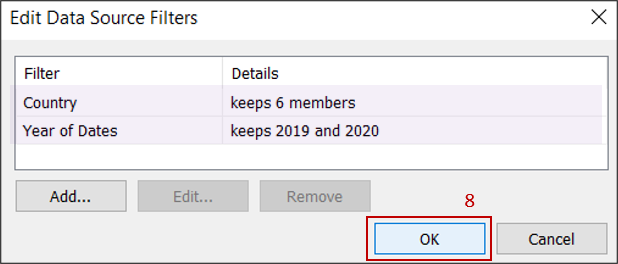 Edit Data Source Filters
Filter Details
Country keeps 6 members
Year of Dates keeps 2019 and 2020
Add... Edit... Remove
8
OK Cancel